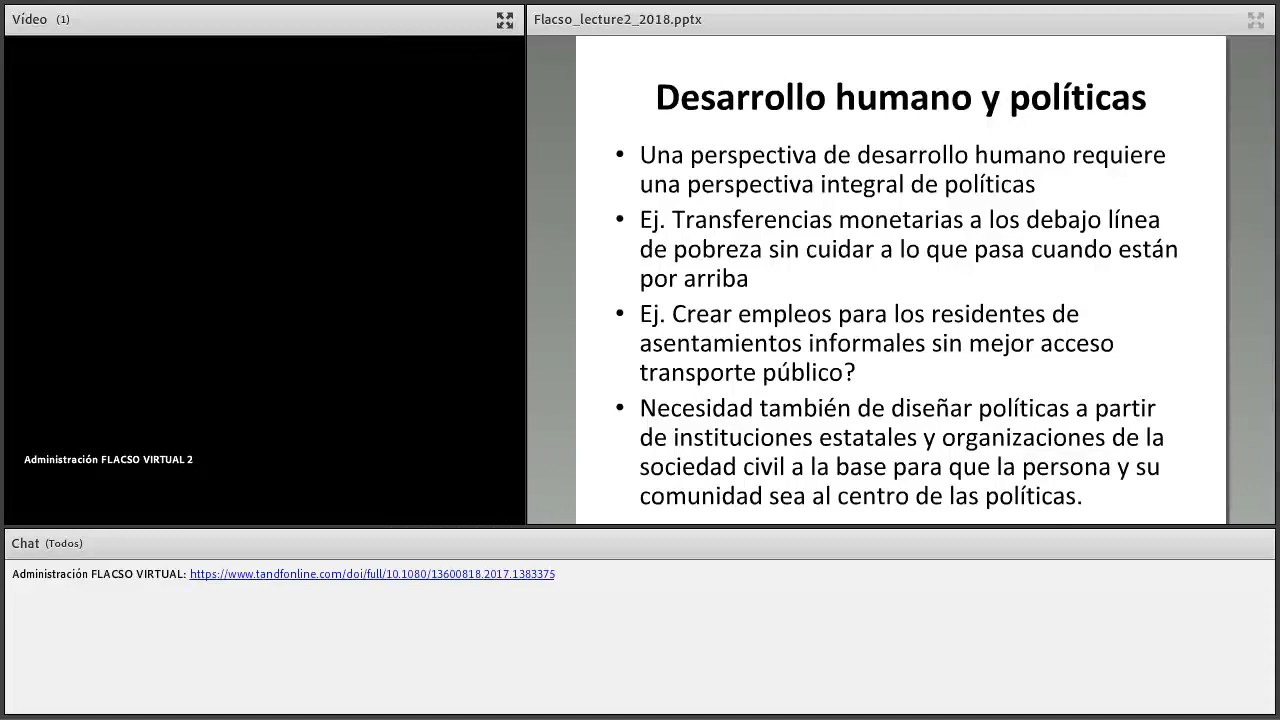 Vídeo (1)
Flacso_lecture2_2018.pptx
Desarrollo humano y políticas
• Una perspectiva de desarrollo humano requiere
una perspectiva integral de políticas
• Ej. Transferencias monetarias a los debajo línea
de pobreza sin cuidar a lo que pasa cuando están
por arriba
• Ej. Crear empleos para los residentes de
asentamientos informales sin mejor acceso
transporte público?
• Necesidad también de diseñar políticas a partir
de instituciones estatales y organizaciones de la
sociedad civil a la base para que la persona y su
comunidad sea al centro de las políticas.
Administración FLACSO VIRTUAL 2
Chat (Todos)
Administración FLACSO VIRTUAL: https://www.tandfonline.com/doi/full/10.1080/13600818.2017.1383375